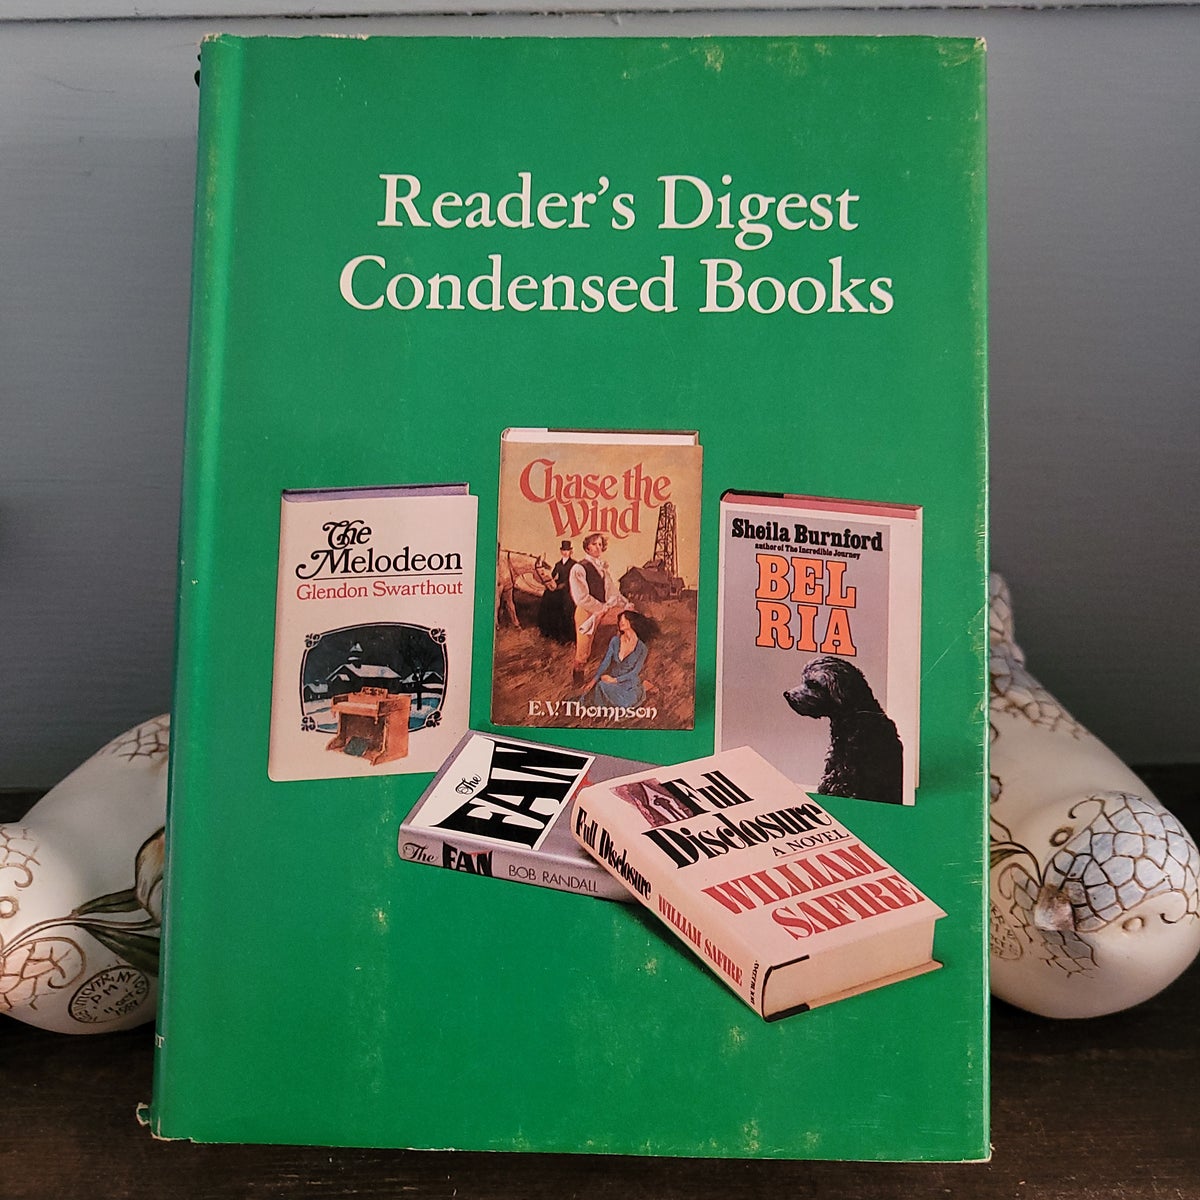 Reader's Digest
Condensed Books
The
Melodeon
Glendon Swarthout
Chase the
Wind
E.V. Thompson
Sheila Burnford
author of The Incredible Journey
BEL
RIA
The
FAN
The FAN BOB RANDALL
Full
Disclosure
A NOVEL
WILLIAM
SAFIRE
Full Disclosure WILLIAM SAFIRE